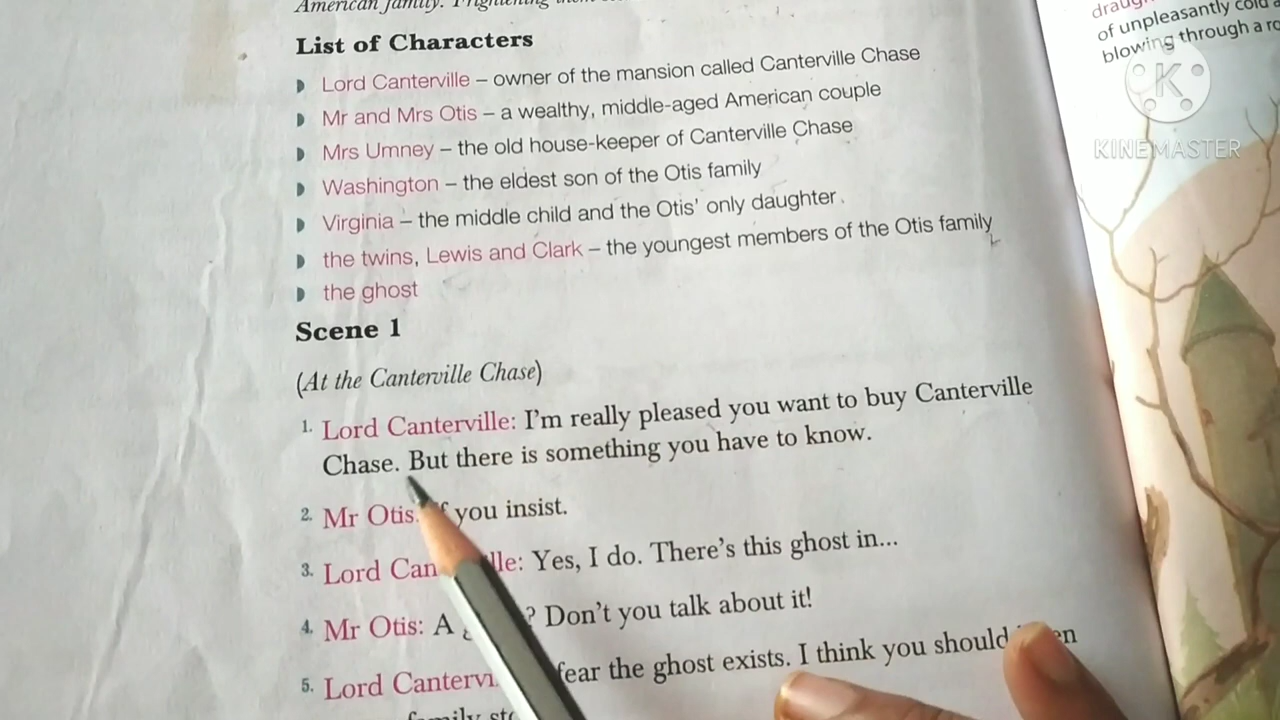 American family.
List of Characters
Lord Canterville – owner of the mansion called Canterville Chase
Mr and Mrs Otis – a wealthy, middle-aged American couple
Mrs Umney – the old house-keeper of Canterville Chase
Washington – the eldest son of the Otis family
Virginia – the middle child and the Otis' only daughter
the twins, Lewis and Clark – the youngest members of the Otis family
the ghost
Scene 1
(At the Canterville Chase)
1. Lord Canterville: I'm really pleased you want to buy Canterville
Chase. But there is something you have to know.
2. Mr Otis you insist.
3. Lord Yes, I do. There's this ghost in...
4. Mr Otis: A ? Don't you talk about it!
5. Lord fear the ghost exists. I think you should
family
of unpleasantly cold
blowing through a
K
KINEMASTER